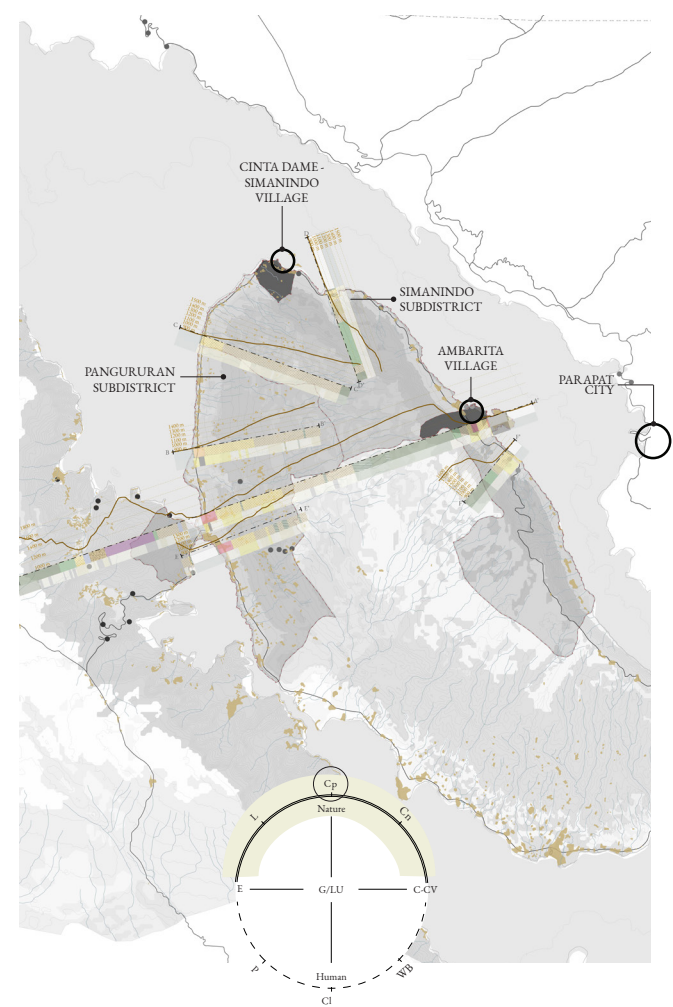 CINTA DAME -
SIMANINDO
VILLAGE
D
SIMANINDO
SUBDISTRICT
C
AMBARITA
VILLAGE
PANGURURAN
SUBDISTRICT
PARAPAT
CITY
B
Cp
Nature
L
Cn
E
G/LU
C-CV
P
Human
WB
Cl